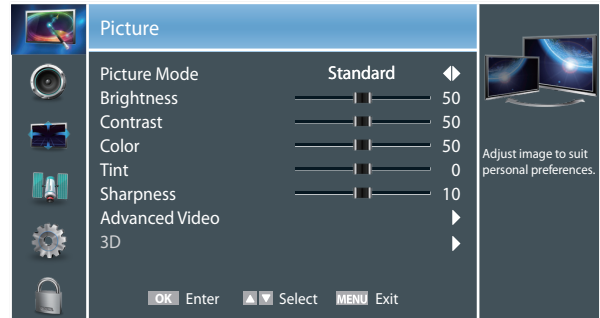 Picture
Picture Mode Standard
Brightness 50
Contrast 50
Color 50
Tint 0
Sharpness 10
Advanced Video
3D
Adjust image to suit
personal preferences.
OK Enter Select MENU Exit